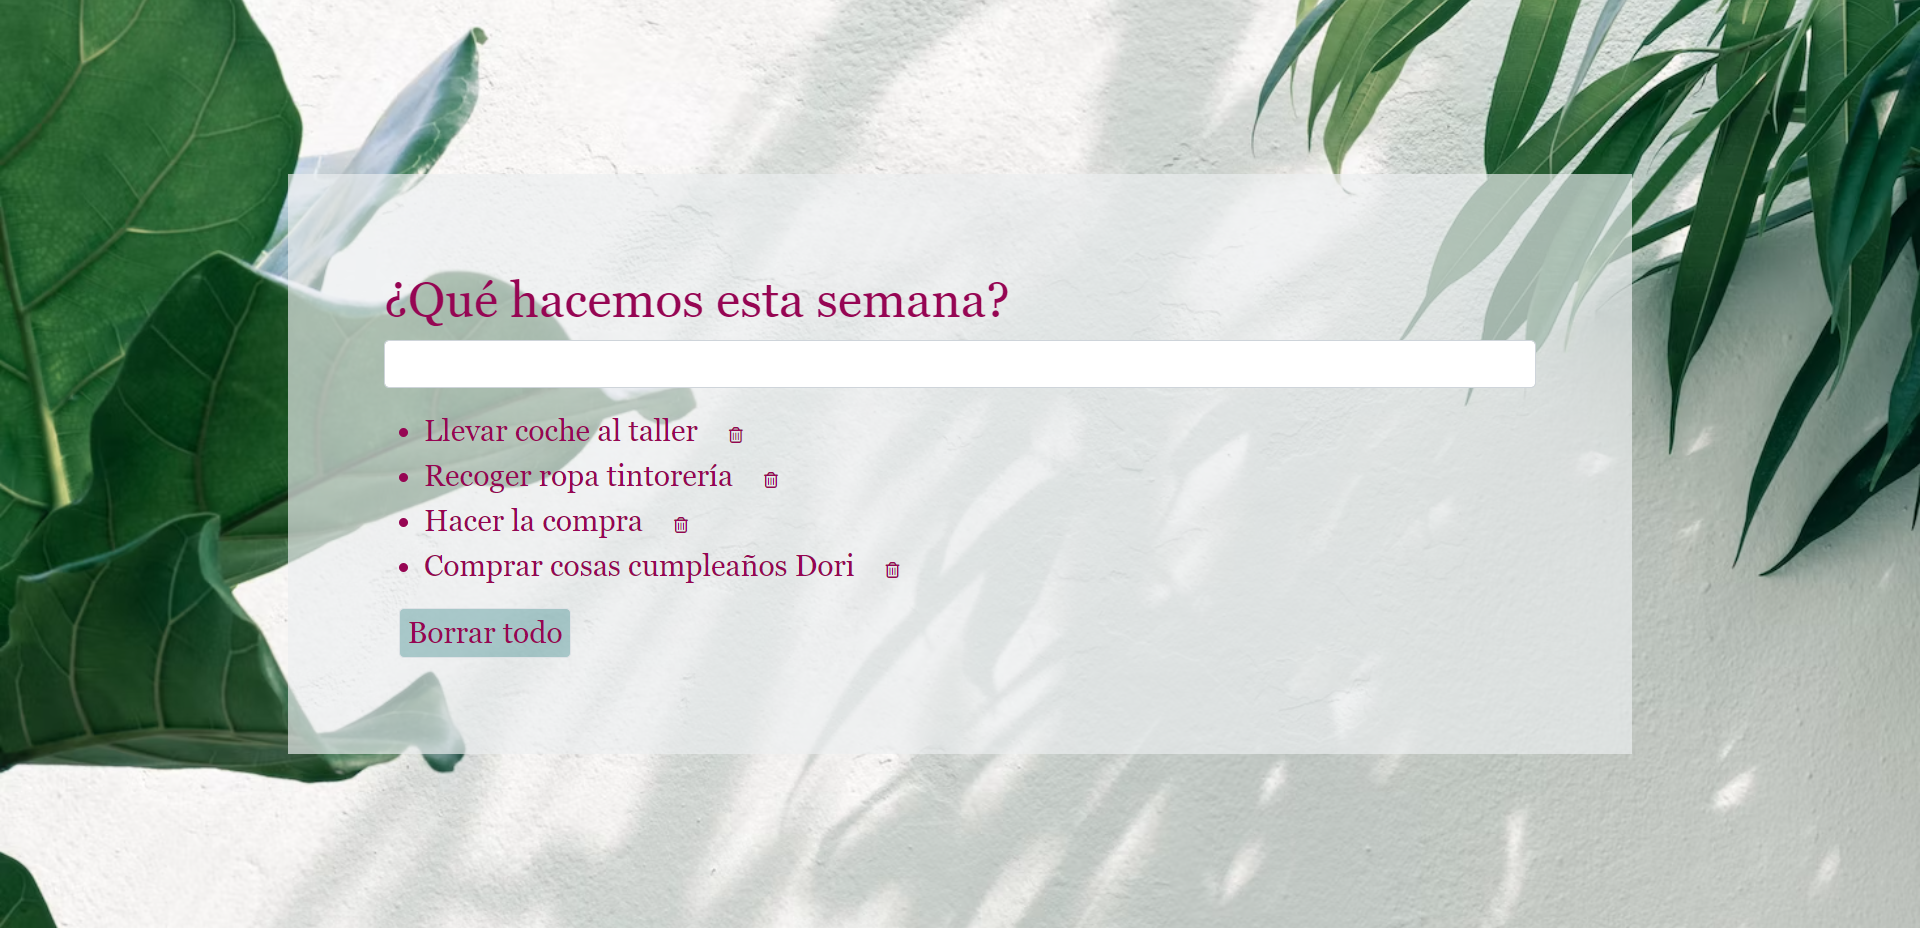 ¿Qué hacemos esta semana?
Llevar coche al taller
Recoger ropa tintorería
Hacer la compra
Comprar cosas cumpleaños Dori
Borrar todo